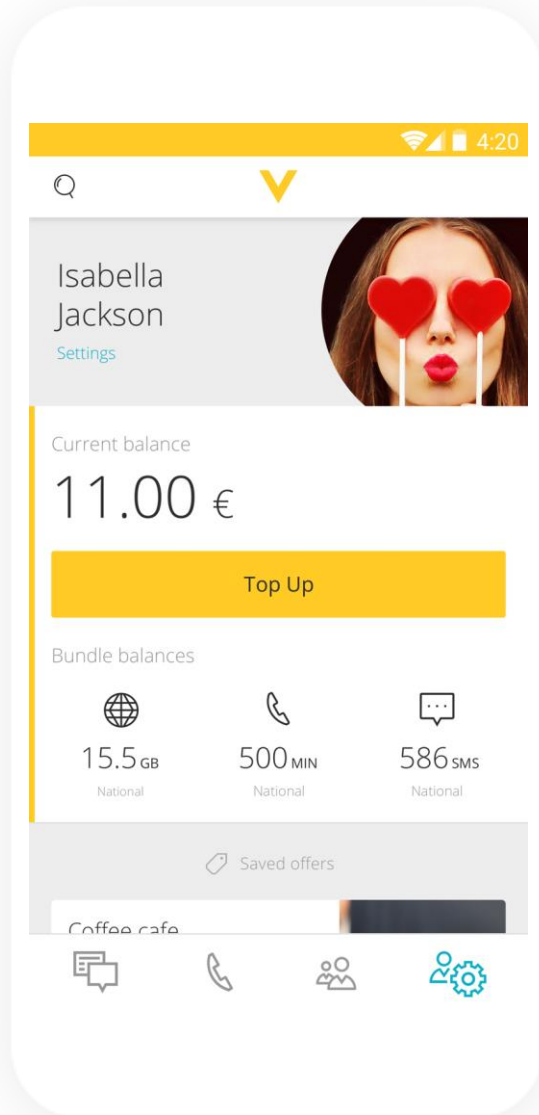 4:20
V
Isabella
Jackson
Settings
Current balance
11.00 €
Top Up
Bundle balances
15.5 GB 500 MIN 586 SMS
National National National
Saved offers
Coffee cafe